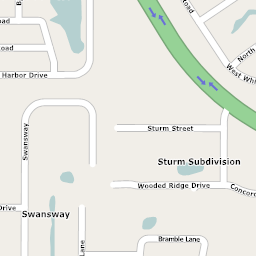 Road
B
Road
North
West Whi
Harbor Drive
Sturm Street
Swansway
Sturm Subdivision
Wooded Ridge Drive
Concor
Drive
Swansway
Lane
Bramble Lane